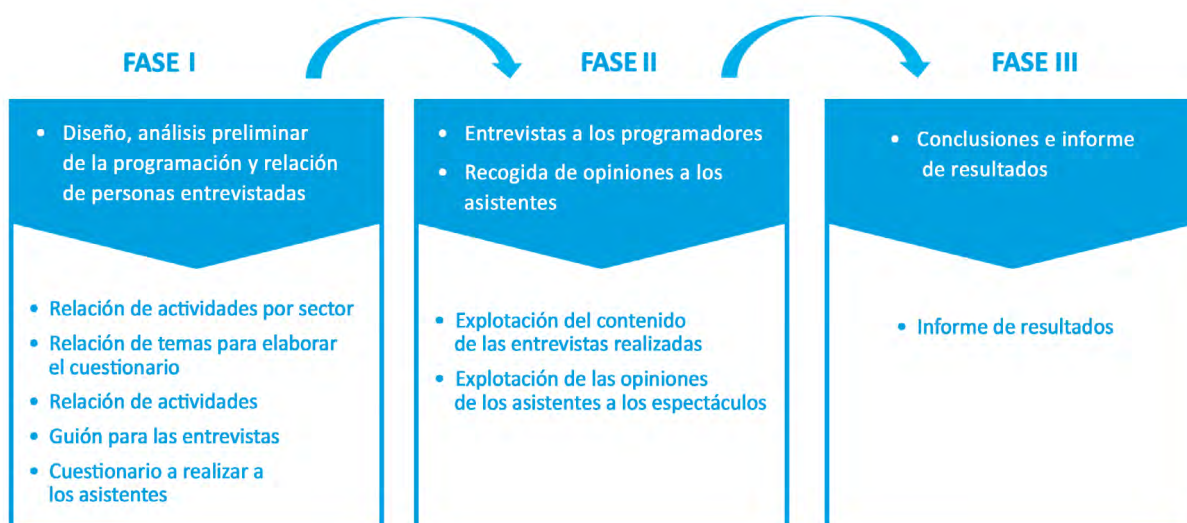 FASE I
• Diseño, análisis preliminar
de la programación y relación
de personas entrevistadas
• Relación de actividades por sector
• Relación de temas para elaborar
el cuestionario
• Relación de actividades
• Guión para las entrevistas
• Cuestionario a realizar a
los asistentes
FASE II
• Entrevistas a los programadores
• Recogida de opiniones a los
asistentes
• Explotación del contenido
de las entrevistas realizadas
• Explotación de las opiniones
de los asistentes a los espectáculos
FASE III
• Conclusiones e informe
de resultados
• Informe de resultados